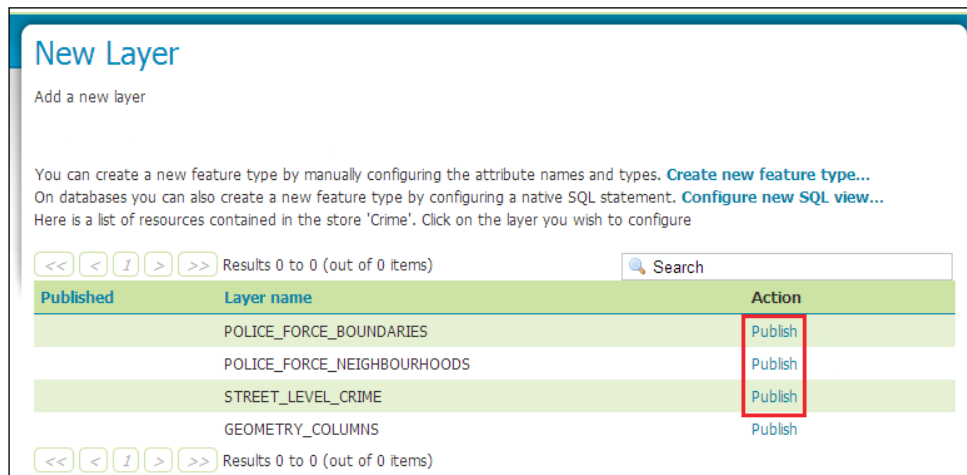 New Layer
Add a new layer
You can create a new feature type by manually configuring the attribute names and types. Create new feature type...
On databases you can also create a new feature type by configuring a native SQL statement. Configure new SQL view...
Here is a list of resources contained in the store 'Crime'. Click on the layer you wish to configure
<< < 1 > >> Results 0 to 0 (out of 0 items) Search
Published Layer name Action
POLICE_FORCE_BOUNDARIES Publish
POLICE_FORCE_NEIGHBOURHOODS Publish
STREET_LEVEL_CRIME Publish
GEOMETRY_COLUMNS Publish
<< < 1 > >> Results 0 to 0 (out of 0 items)